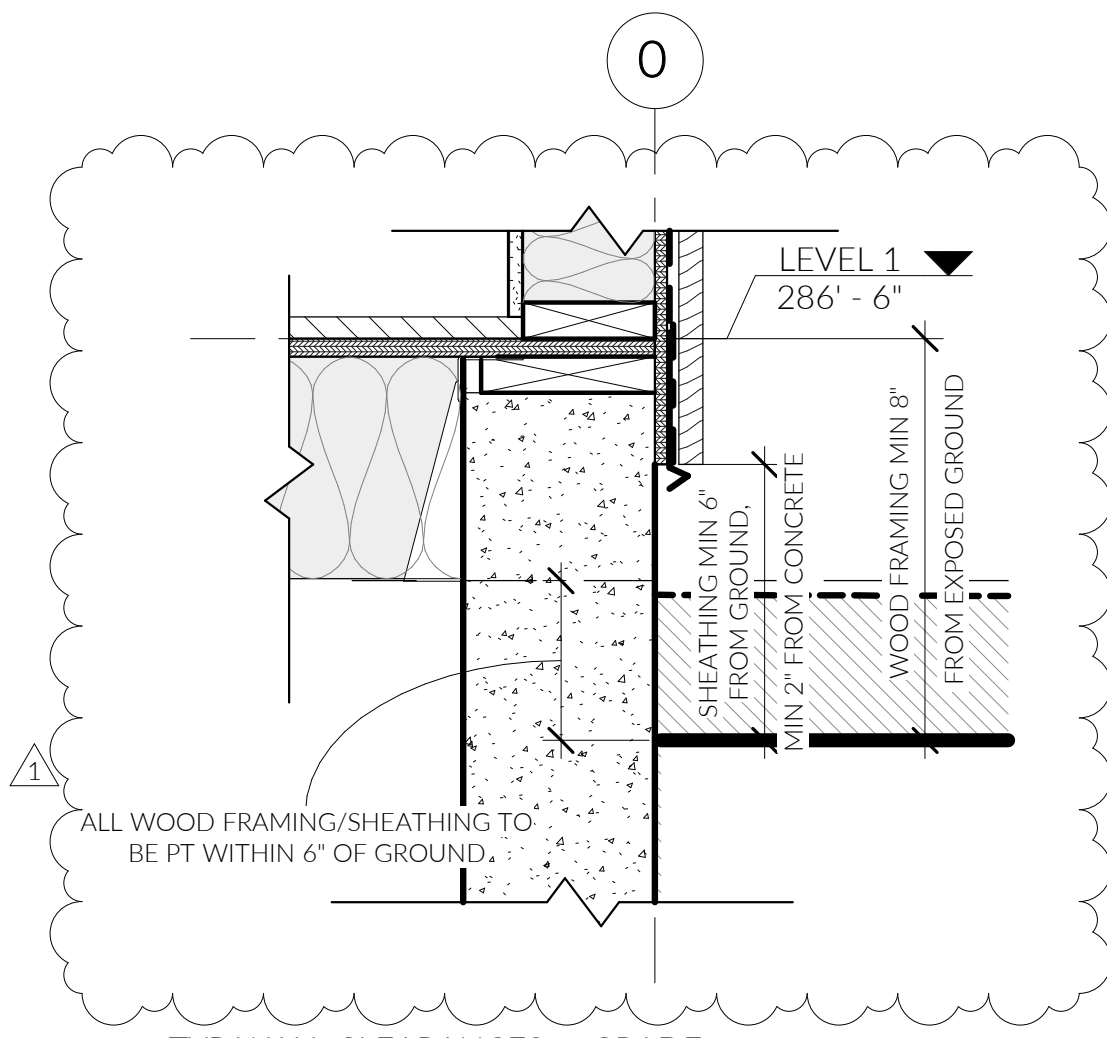 0
LEVEL 1
286' - 6"
WOOD FRAMING MIN 8"
FROM EXPOSED GROUND
SHEATHING MIN 6"
FROM GROUND,
MIN 2" FROM CONCRETE
1
ALL WOOD FRAMING/SHEATHING TO
BE PT WITHIN 6" OF GROUND.